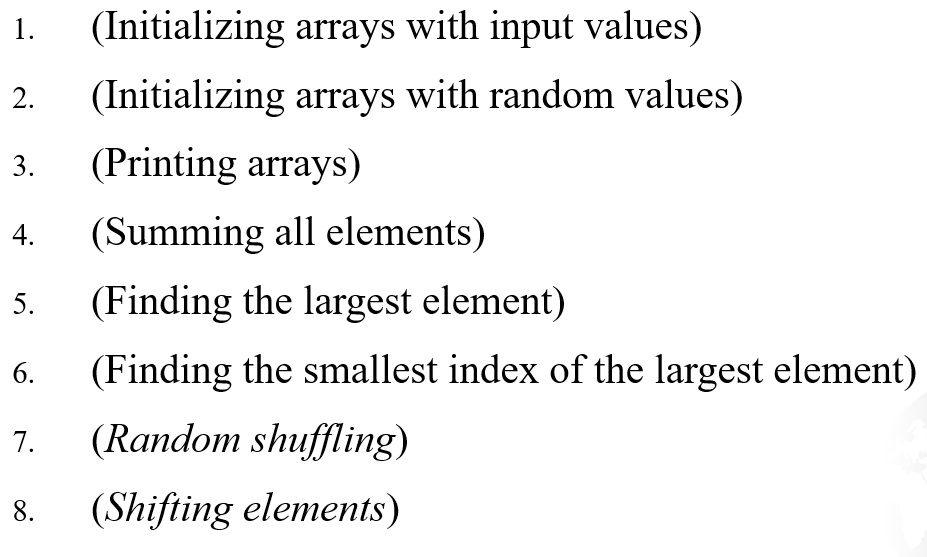 1. (Initializing arrays with input values)
2. (Initializing arrays with random values)
3. (Printing arrays)
4. (Summing all elements)
5. (Finding the largest element)
6. (Finding the smallest index of the largest element)
7. (Random shuffling)
8. (Shifting elements)